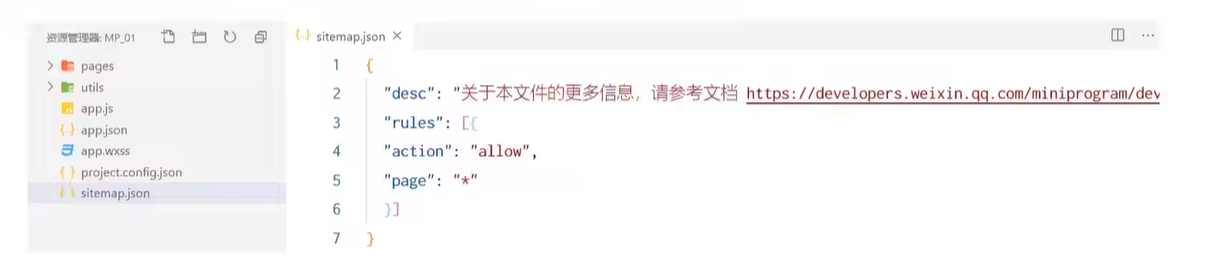 资源管理器: MP_01
pages
utils
app.js
{..} app.json
app.wxss
{ } project.config.json
sitemap.json
{..} sitemap.json ×
1 {
2 "desc": "关于本文件的更多信息，请参考文档 https://developers.weixin.qq.com/miniprogram/dev
3 "rules": [{
4 "action": "allow",
5 "page": "*"
6 }]
7 }